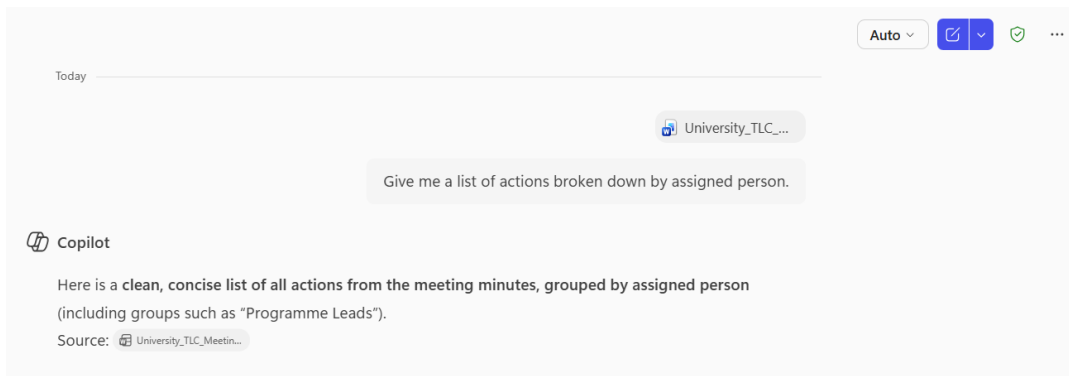 Auto
Today
University_TLC_...
Give me a list of actions broken down by assigned person.
Copilot
Here is a clean, concise list of all actions from the meeting minutes, grouped by assigned person
(including groups such as “Programme Leads”).
Source: University_TLC_Meetin...